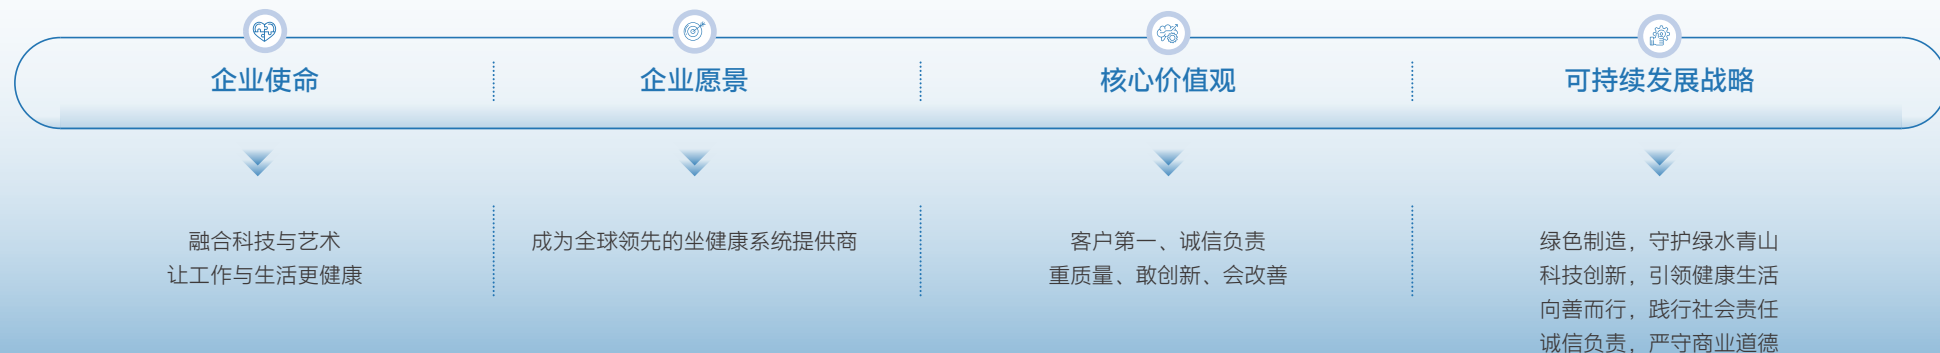 企业使命
企业愿景
核心价值观
可持续发展战略
融合科技与艺术
让工作与生活更健康
成为全球领先的坐健康系统提供商
客户第一、诚信负责
重质量、敢创新、会改善
绿色制造，守护绿水青山
科技创新，引领健康生活
向善而行，践行社会责任
诚信负责，严守商业道德